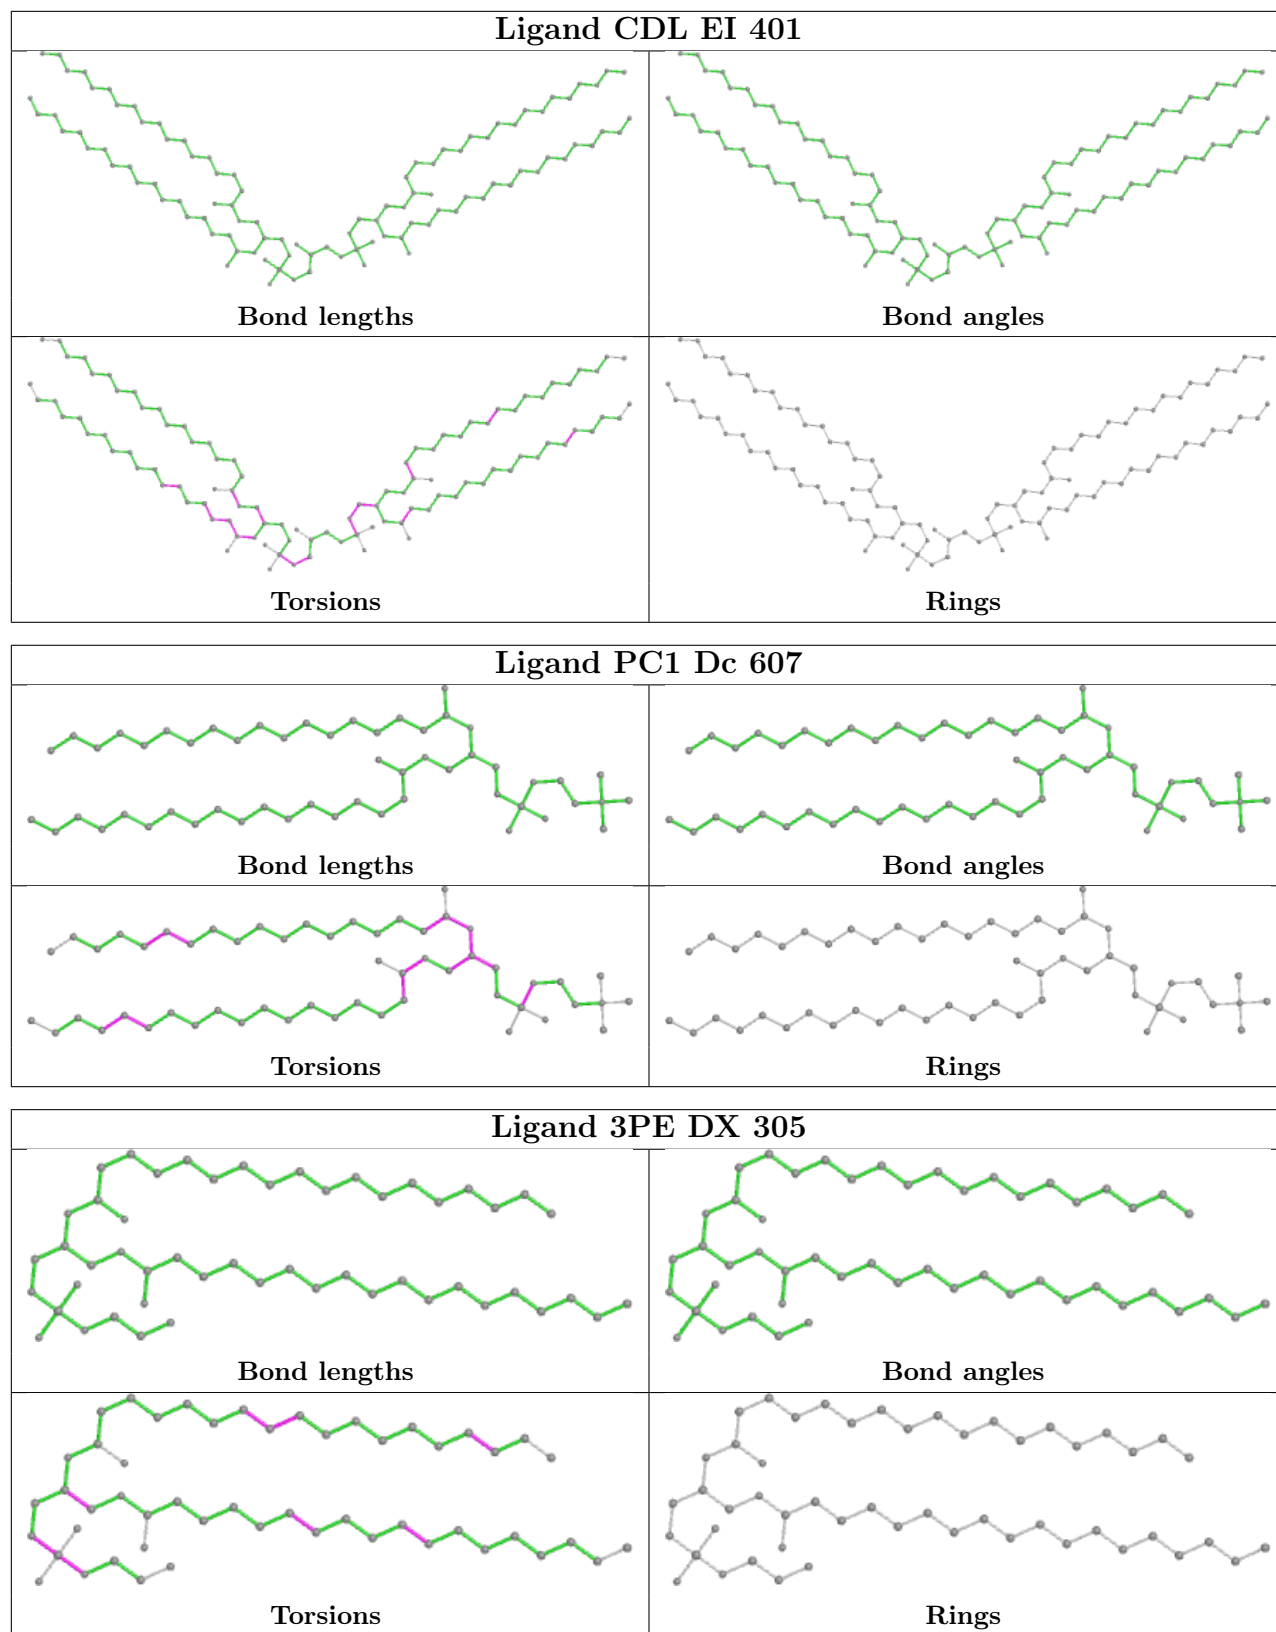 Ligand CDL EI 401
Bond lengths
Bond angles
Torsions
Rings
Ligand PC1 Dc 607
Bond lengths
Bond angles
Torsions
Rings
Ligand 3PE DX 305
Bond lengths
Bond angles
Torsions
Rings